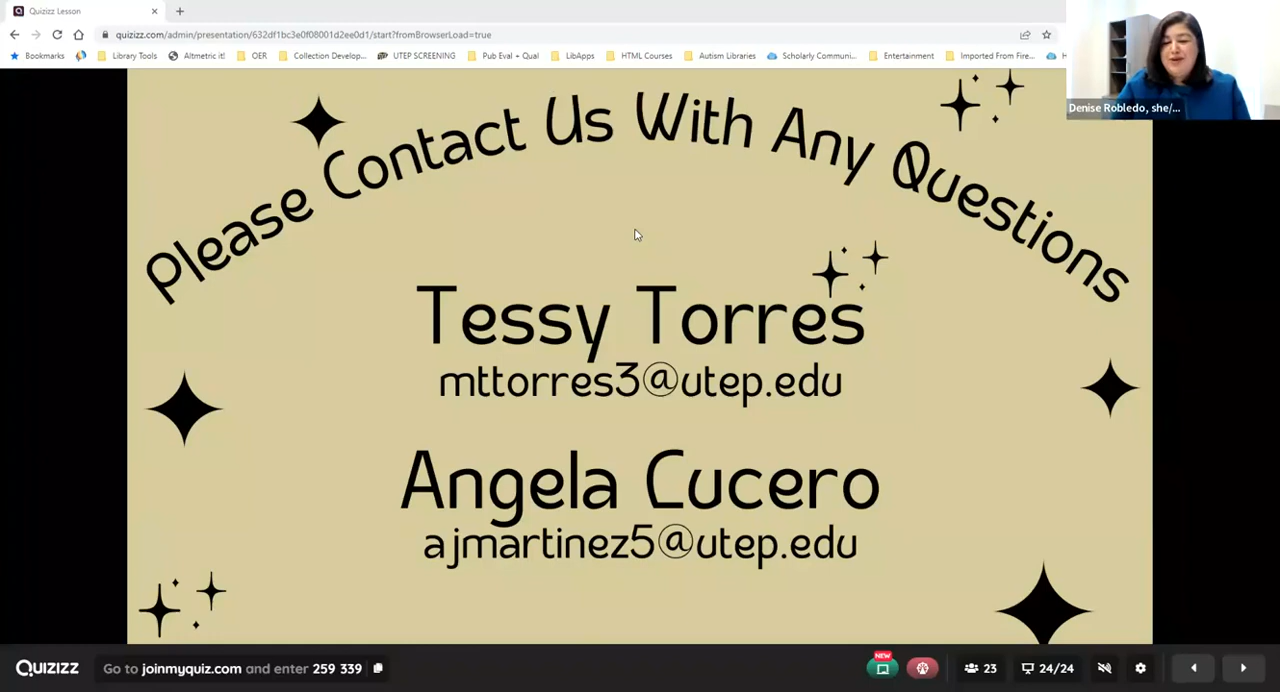 Quizizz Lesson
quizizz.com/admin/presentation/632df1bc3e0f08001d2ee0d1/start?fromBrowserLoad=true
Bookmarks Library Tools Altmetric it! OER Collection Develop... UTEP SCREENING Pub Eval + Qual LibApps HTML Courses Autism Libraries Scholarly Communi... Entertainment Imported From Fire... H
Denise Robledo, she/...
Please Contact Us With Any Questions
Tessy Torres
mttorres3@utep.edu
Angela Cucero
ajmartinez5@utep.edu
QUIZIZZ Go to joinmyquiz.com and enter 259 339 NEW 23 24/24